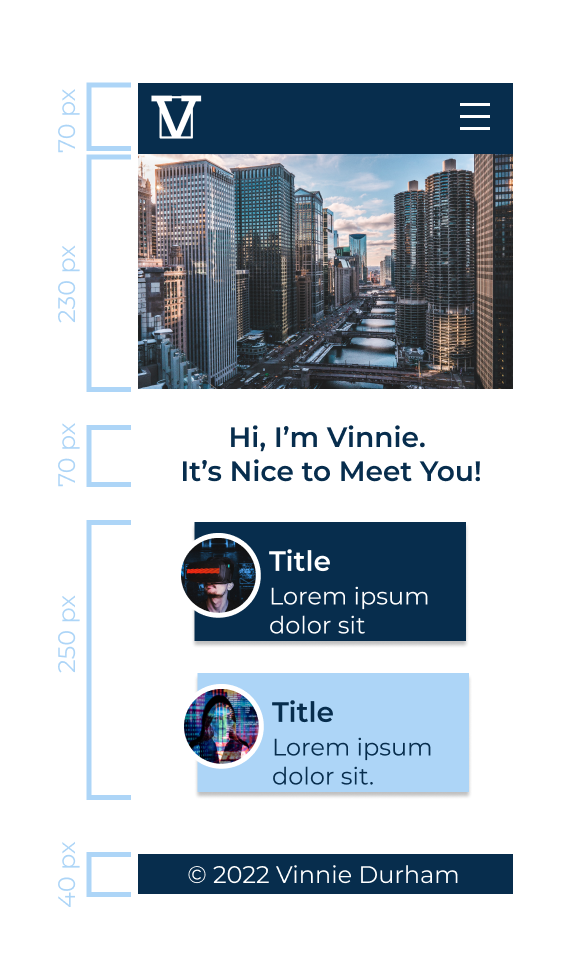 70 px
V
230 px
70 px
Hi, I’m Vinnie.
It’s Nice to Meet You!
250 px
Title
Lorem ipsum
dolor sit
Title
Lorem ipsum
dolor sit.
40 px
© 2022 Vinnie Durham